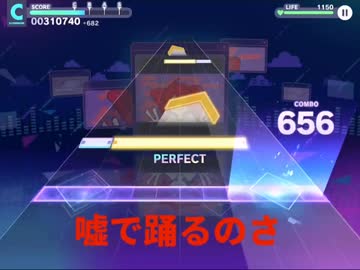 C
SCORE
C B A S
00310740 -682
LIFE 1150
COMBO
656
PERFECT
嘘で踊るのさ